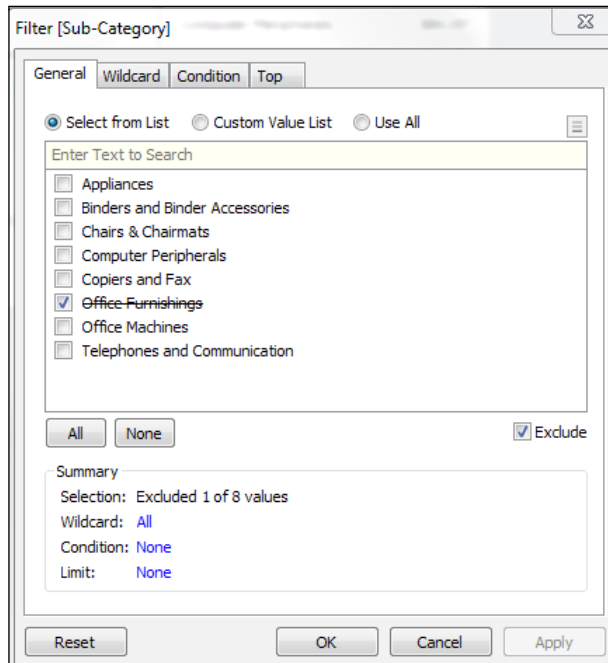 Filter [Sub-Category]
General Wildcard Condition Top
Select from List Custom Value List Use All
Enter Text to Search
Appliances
Binders and Binder Accessories
Chairs & Chairmats
Computer Peripherals
Copiers and Fax
Office Furnishings
Office Machines
Telephones and Communication
All None Exclude
Summary
Selection: Excluded 1 of 8 values
Wildcard: All
Condition: None
Limit: None
Reset OK Cancel Apply